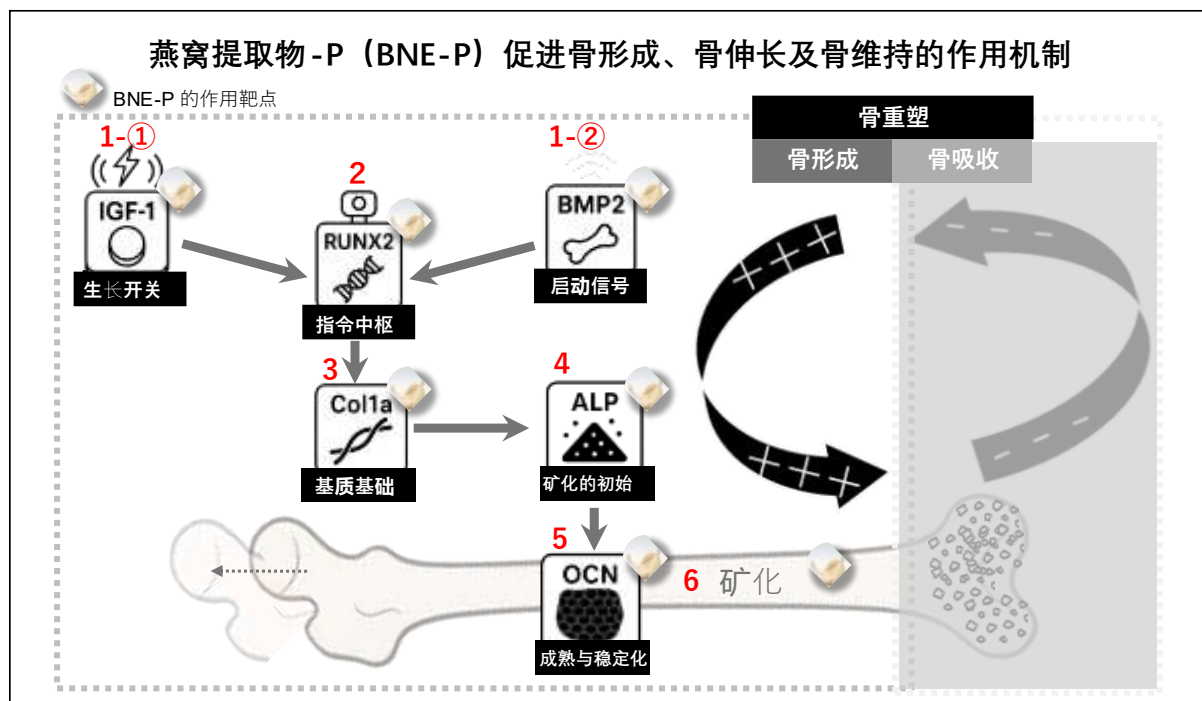 燕窝提取物-P（BNE-P）促进骨形成、骨伸长及骨维持的作用机制
BNE-P 的作用靶点
骨重塑
骨形成
骨吸收
1-①
IGF-1
生长开关
2
RUNX2
指令中枢
1-②
BMP2
启动信号
3
Col1a
基质基础
4
ALP
矿化的初始
5
OCN
成熟与稳定化
6 矿化